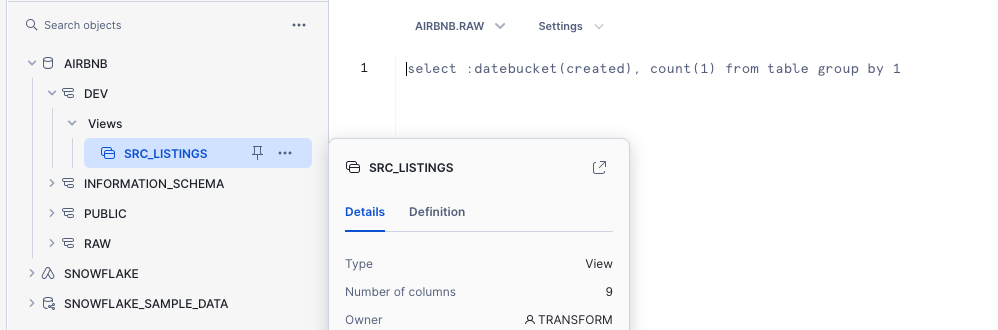 Search objects
AIRBNB
DEV
Views
SRC_LISTINGS
INFORMATION_SCHEMA
PUBLIC
RAW
SNOWFLAKE
SNOWFLAKE_SAMPLE_DATA
AIRBNB.RAW Settings
1 select :datebucket(created), count(1) from table group by 1
SRC_LISTINGS
Details Definition
Type View
Number of columns 9
Owner TRANSFORM